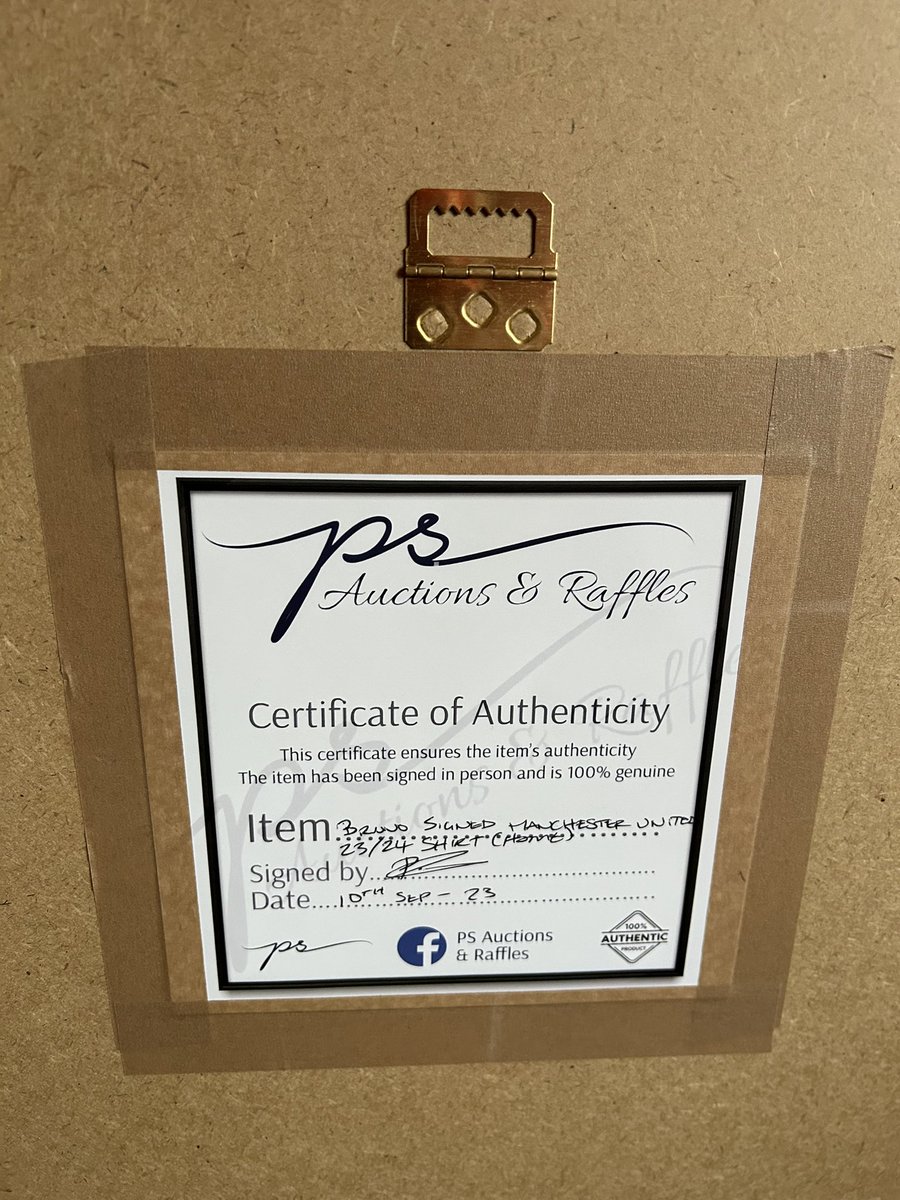 ps
Auctions & Raffles
Certificate of Authenticity
This certificate ensures the item's authenticity
The item has been signed in person and is 100% genuine
Item BRUNO SIGNED MANCHESTER UNITED
23/24 SHIRT (HOME)
Signed by
Date.... 10TH SEP - 23
ps
f
PS Auctions
& Raffles
100%
AUTHENTIC
PRODUCT